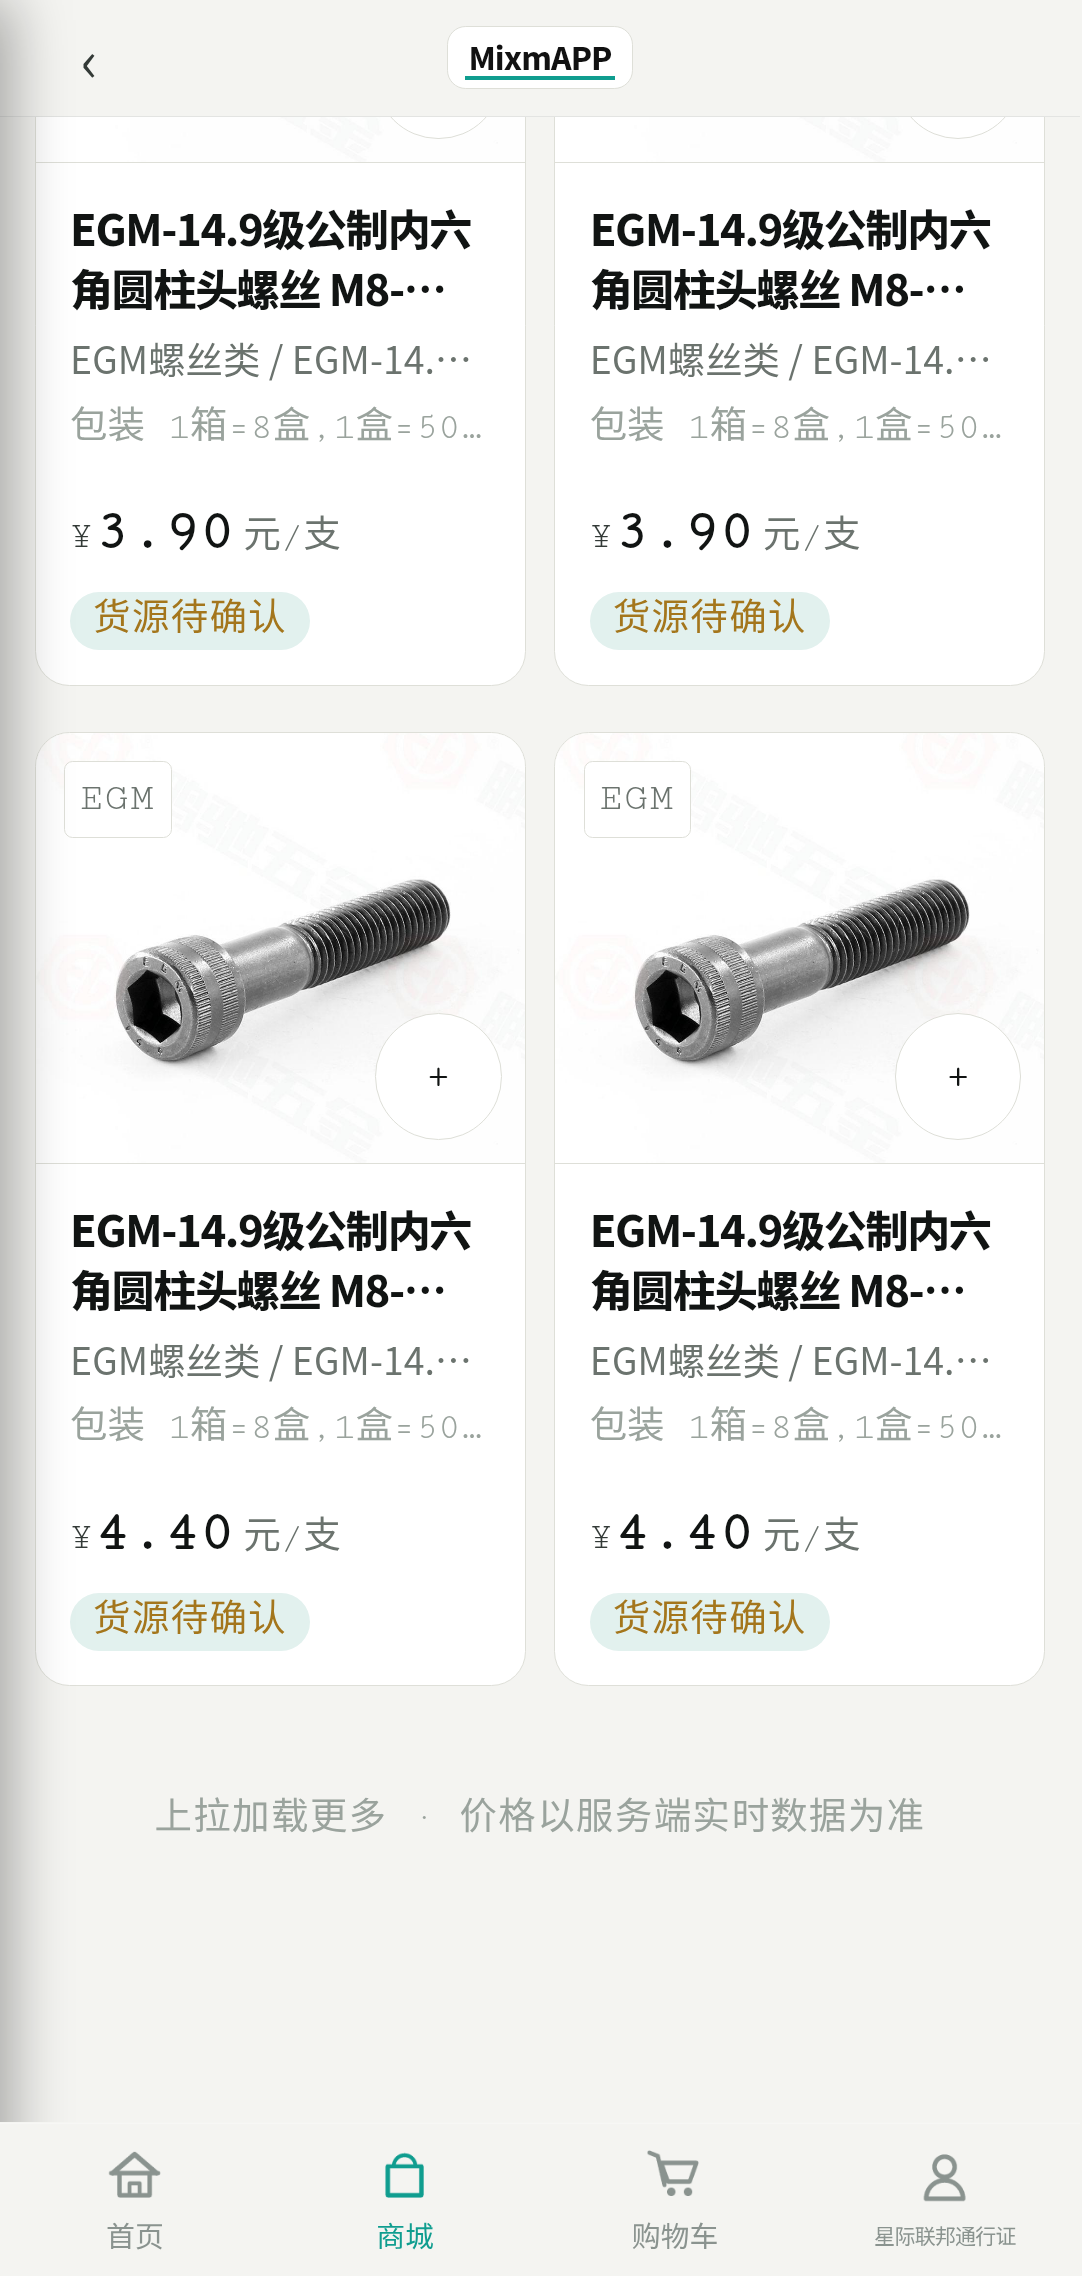 MixmAPP
EGM-14.9级公制内六
角圆柱头螺丝 M8-…
EGM螺丝类 / EGM-14.…
包装 1箱=8盒,1盒=50…
¥3.90 元/支
货源待确认
EGM-14.9级公制内六
角圆柱头螺丝 M8-…
EGM螺丝类 / EGM-14.…
包装 1箱=8盒,1盒=50…
¥3.90 元/支
货源待确认
EGM
鹏驰五金
+
EGM-14.9级公制内六
角圆柱头螺丝 M8-…
EGM螺丝类 / EGM-14.…
包装 1箱=8盒,1盒=50…
¥4.40 元/支
货源待确认
EGM
鹏驰五金
+
EGM-14.9级公制内六
角圆柱头螺丝 M8-…
EGM螺丝类 / EGM-14.…
包装 1箱=8盒,1盒=50…
¥4.40 元/支
货源待确认
上拉加载更多 · 价格以服务端实时数据为准
首页
商城
购物车
星际联邦通行证